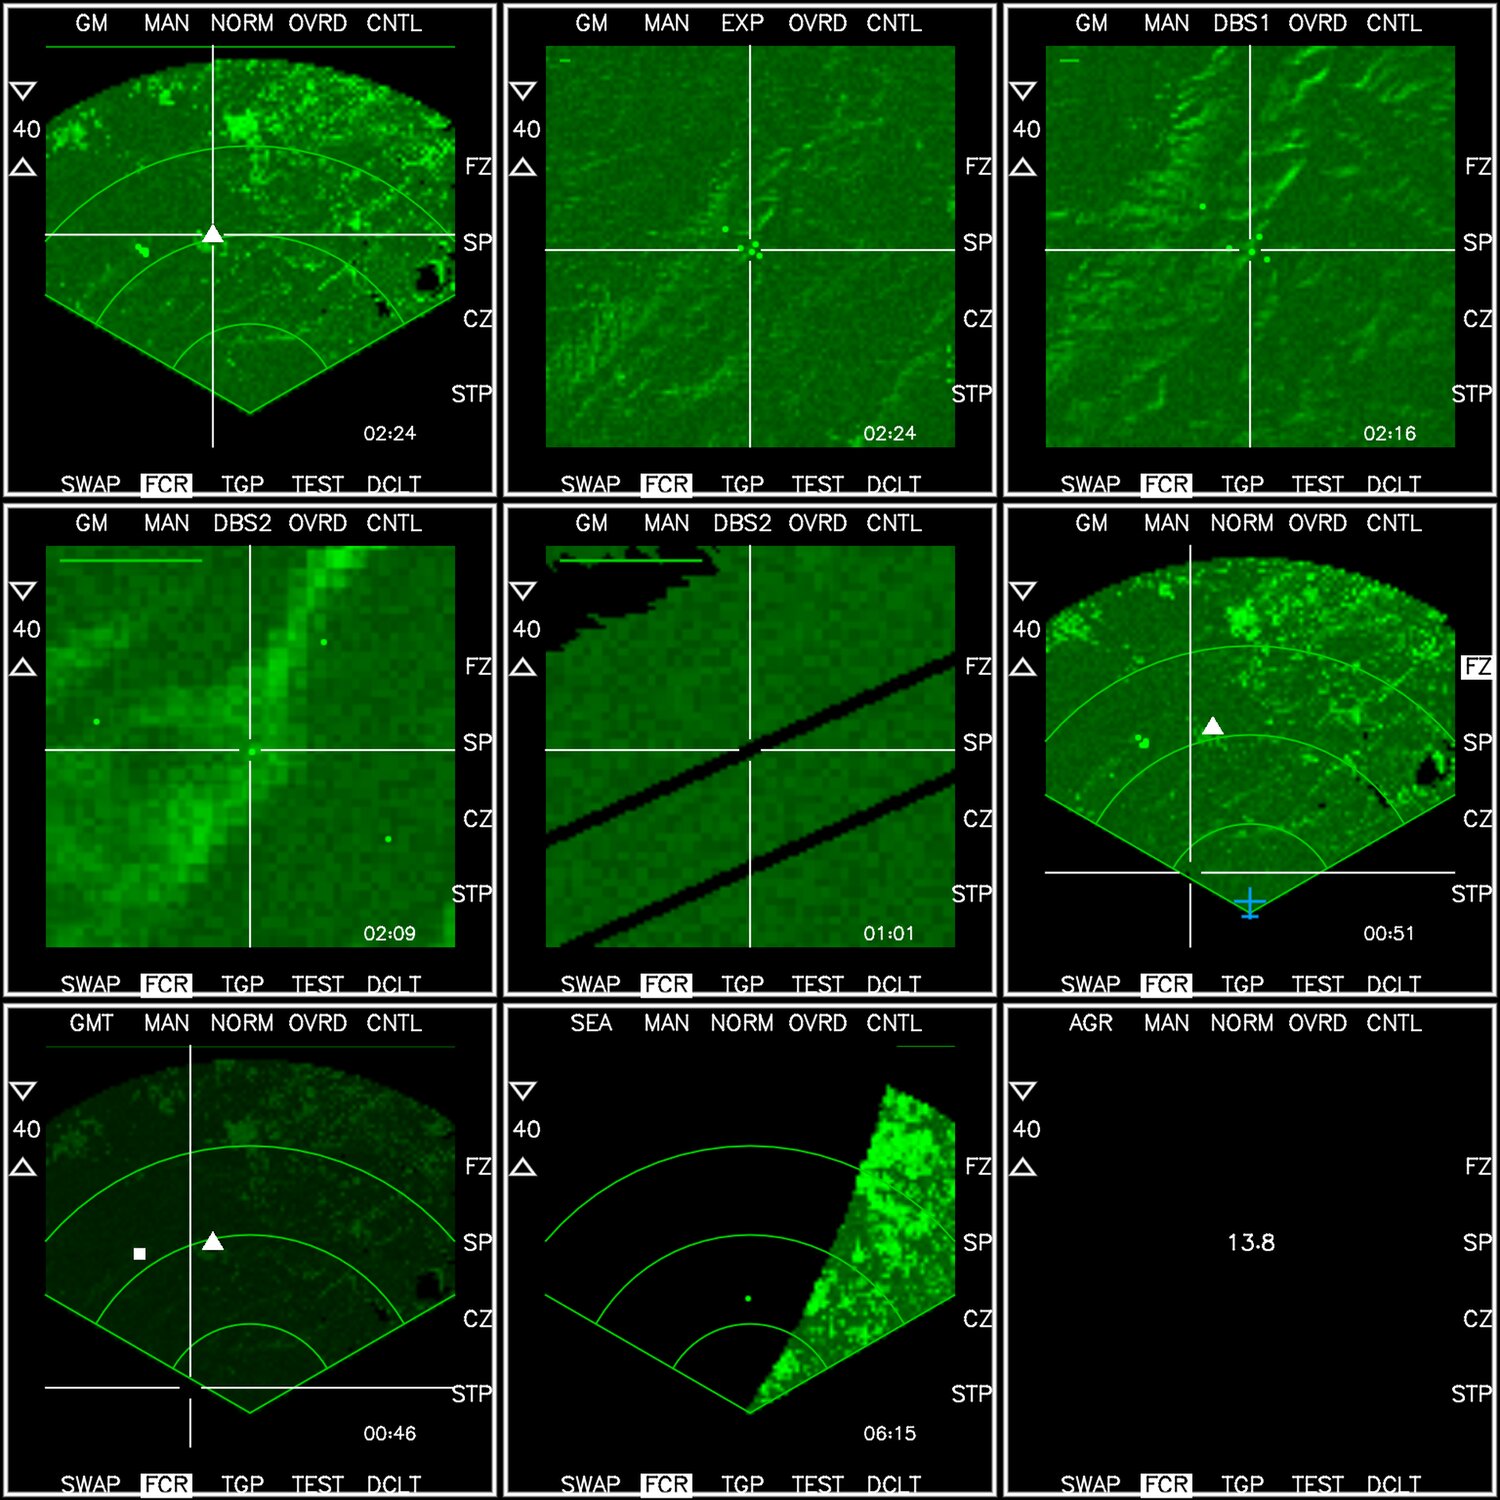 GM MAN NORM OVRD CNTL
40
FZ
SP
CZ
STP
02:24
SWAP FCR TGP TEST DCLT
GM MAN EXP OVRD CNTL
40
FZ
SP
CZ
STP
02:24
SWAP FCR TGP TEST DCLT
GM MAN DBS1 OVRD CNTL
40
FZ
SP
CZ
STP
02:16
SWAP FCR TGP TEST DCLT
GM MAN DBS2 OVRD CNTL
40
FZ
SP
CZ
STP
02:09
SWAP FCR TGP TEST DCLT
GM MAN DBS2 OVRD CNTL
40
FZ
SP
CZ
STP
01:01
SWAP FCR TGP TEST DCLT
GM MAN NORM OVRD CNTL
40
FZ
SP
CZ
STP
00:51
SWAP FCR TGP TEST DCLT
GMT MAN NORM OVRD CNTL
40
FZ
SP
CZ
STP
00:46
SWAP FCR TGP TEST DCLT
SEA MAN NORM OVRD CNTL
40
FZ
SP
CZ
STP
06:15
SWAP FCR TGP TEST DCLT
AGR MAN NORM OVRD CNTL
40
FZ
13.8 SP
CZ
STP
SWAP FCR TGP TEST DCLT